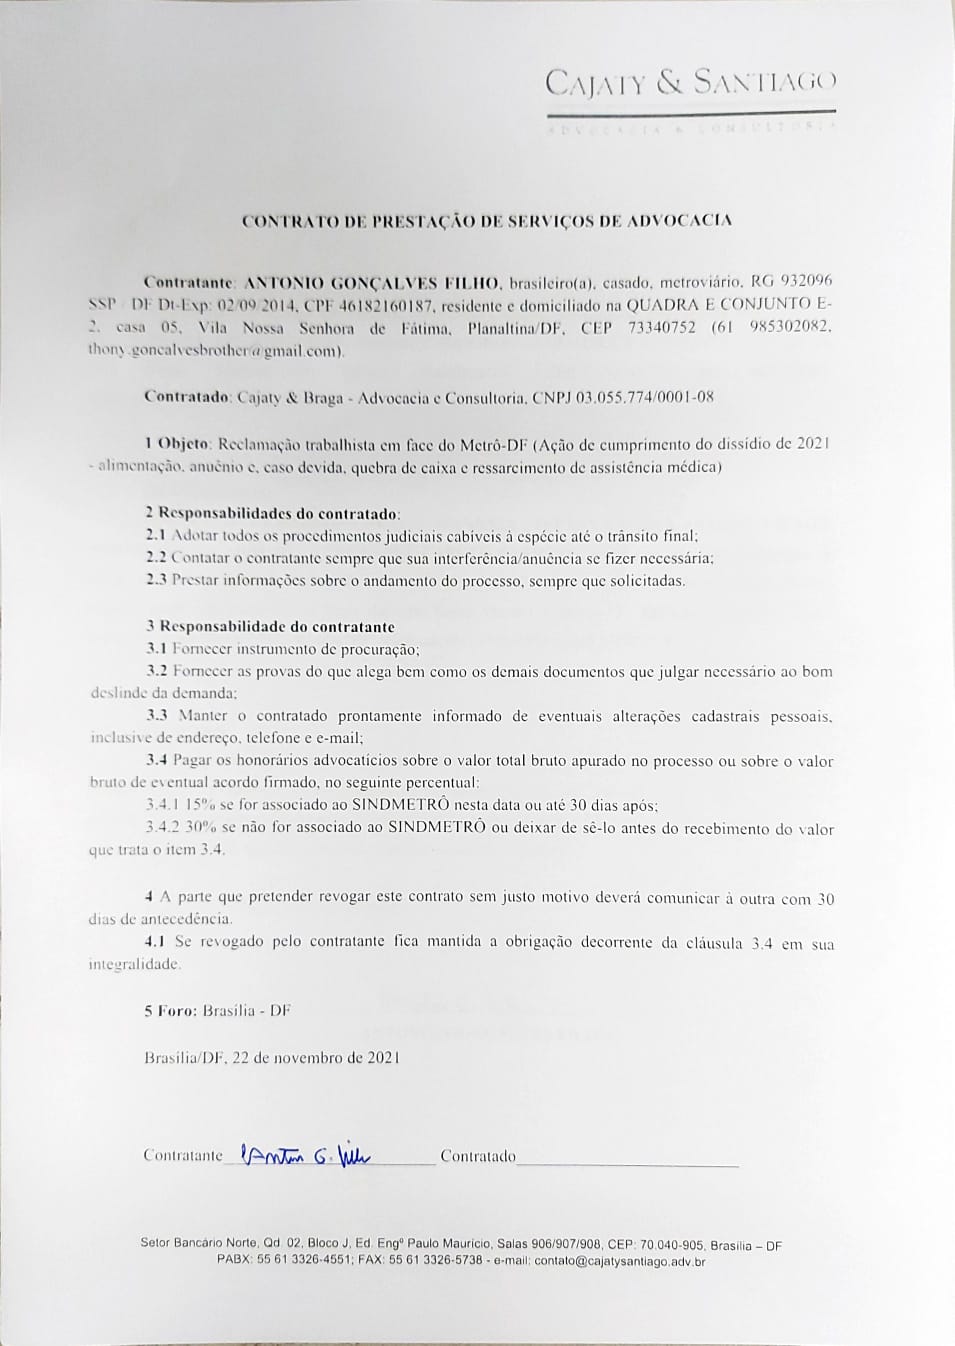 CAJATY & SANTIAGO
ADVOCACIA & CONSULTORIA
CONTRATO DE PRESTAÇÃO DE SERVIÇOS DE ADVOCACIA
Contratante: ANTONIO GONÇALVES FILHO, brasileiro(a), casado, metroviário, RG 932096
SSP / DF Dt-Exp: 02/09/2014, CPF 46182160187, residente e domiciliado na QUADRA E CONJUNTO E-
2, casa 05, Vila Nossa Senhora de Fátima, Planaltina/DF, CEP 73340752 (61 985302082,
thony.goncalvesbrother@gmail.com).
Contratado: Cajaty & Braga - Advocacia e Consultoria, CNPJ 03.055.774/0001-08
1 Objeto: Reclamação trabalhista em face do Metrô-DF (Ação de cumprimento do dissídio de 2021
- alimentação, anuênio e, caso devida, quebra de caixa e ressarcimento de assistência médica)
2 Responsabilidades do contratado:
2.1 Adotar todos os procedimentos judiciais cabíveis à espécie até o trânsito final;
2.2 Contatar o contratante sempre que sua interferência/anuência se fizer necessária;
2.3 Prestar informações sobre o andamento do processo, sempre que solicitadas.
3 Responsabilidade do contratante
3.1 Fornecer instrumento de procuração;
3.2 Fornecer as provas do que alega bem como os demais documentos que julgar necessário ao bom
deslinde da demanda;
3.3 Manter o contratado prontamente informado de eventuais alterações cadastrais pessoais,
inclusive de endereço, telefone e e-mail;
3.4 Pagar os honorários advocatícios sobre o valor total bruto apurado no processo ou sobre o valor
bruto de eventual acordo firmado, no seguinte percentual:
3.4.1 15% se for associado ao SINDMETRÔ nesta data ou até 30 dias após;
3.4.2 30% se não for associado ao SINDMETRÔ ou deixar de sê-lo antes do recebimento do valor
que trata o item 3.4.
4 A parte que pretender revogar este contrato sem justo motivo deverá comunicar à outra com 30
dias de antecedência.
4.1 Se revogado pelo contratante fica mantida a obrigação decorrente da cláusula 3.4 em sua
integralidade.
5 Foro: Brasília - DF
Brasília/DF, 22 de novembro de 2021
Contratante Contratado
Setor Bancário Norte, Qd. 02, Bloco J, Ed. Engº Paulo Maurício, Salas 906/907/908, CEP: 70.040-905, Brasília – DF
PABX: 55 61 3326-4551; FAX: 55 61 3326-5738 - e-mail: contato@cajatysantiago.adv.br